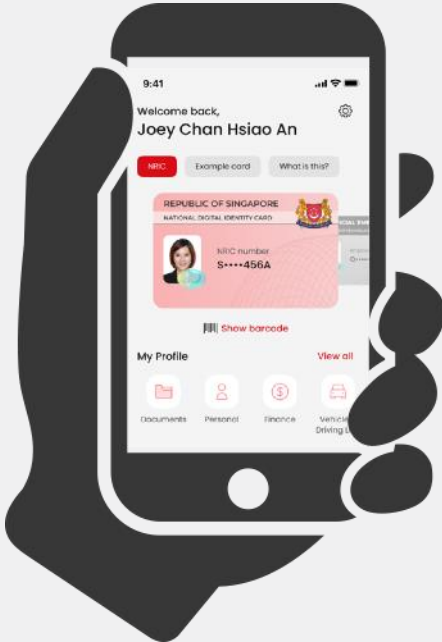 9:41
Welcome back,
Joey Chan Hsiao An
NRIC
Example card
What is this?
REPUBLIC OF SINGAPORE
NATIONAL DIGITAL IDENTITY CARD
NRIC number
S••••456A
Show barcode
My Profile
View all
Documents
Personal
Finance
Vehicle
Driving